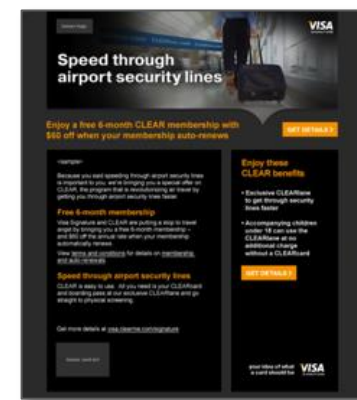 VISA
Speed through
airport security lines
Enjoy a free 6-month CLEAR membership with
$60 off when your membership auto-renews
GET DETAILS >
<sample>
Because you said speeding through airport security lines
is important to you, we're bringing you a special offer on
CLEAR, the program that is revolutionizing air travel by
getting you through airport security lines faster.
Free 6-month membership
Visa Signature and CLEAR are putting a stop to travel
angst by bringing you a free 6-month membership –
and $60 off the annual rate when your membership
automatically renews.
View terms and conditions for details on membership
and auto-renewals.
Speed through airport security lines
CLEAR is easy to use. All you need is your CLEARcard
and boarding pass at our exclusive CLEARlane and go
straight to physical screening.
Get more details at visa.clearme.com/signature
Enjoy these
CLEAR benefits
• Exclusive CLEARlane
to get through security
lines faster
• Accompanying children
under 18 can use the
CLEARlane at no
additional charge
without a CLEARcard
GET DETAILS >
your idea of what
a card should be
VISA